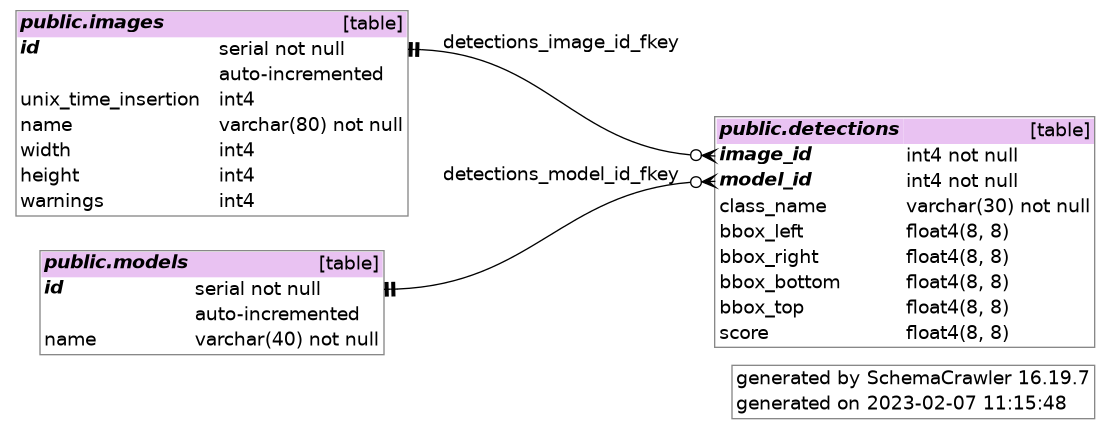 public.images [table]
id serial not null
auto-incremented
unix_time_insertion int4
name varchar(80) not null
width int4
height int4
warnings int4
detections_image_id_fkey
detections_model_id_fkey
public.models [table]
id serial not null
auto-incremented
name varchar(40) not null
public.detections [table]
image_id int4 not null
model_id int4 not null
class_name varchar(30) not null
bbox_left float4(8, 8)
bbox_right float4(8, 8)
bbox_bottom float4(8, 8)
bbox_top float4(8, 8)
score float4(8, 8)
generated by SchemaCrawler 16.19.7
generated on 2023-02-07 11:15:48